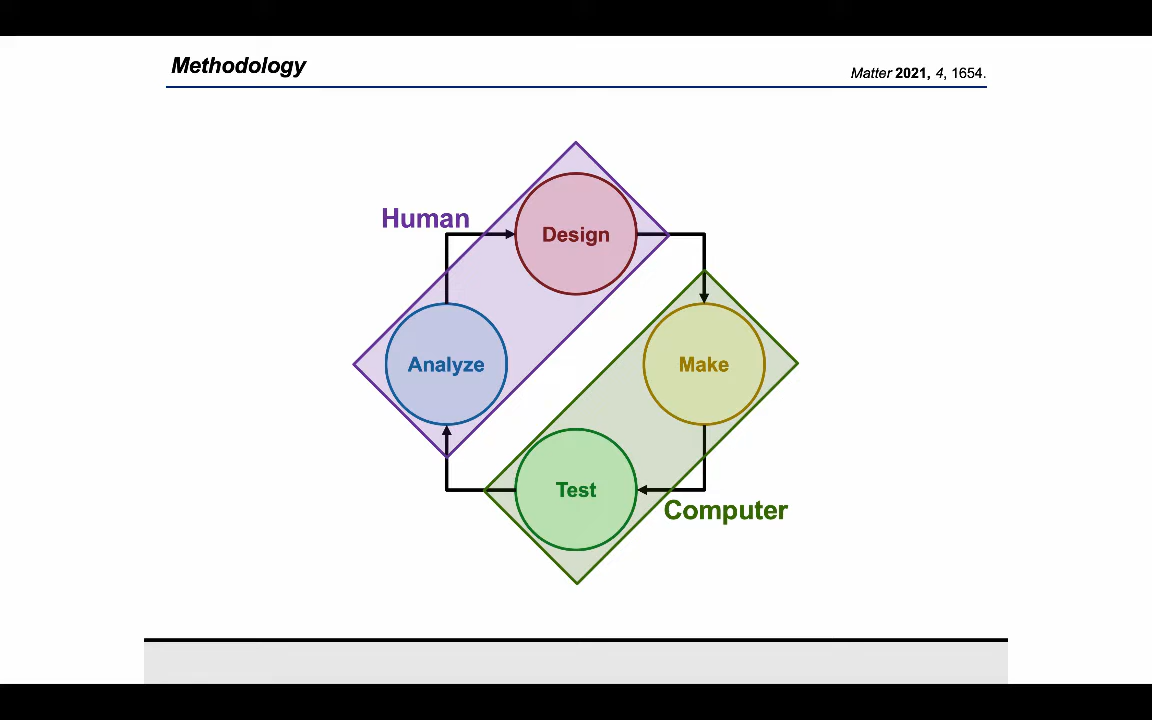 Methodology
Matter 2021, 4, 1654.
Human
Design
Analyze
Make
Test
Computer